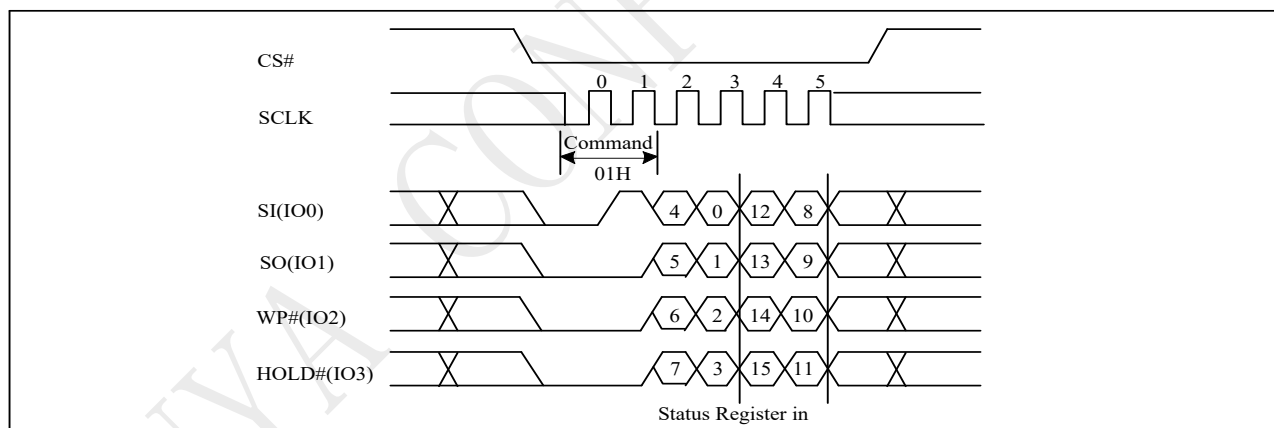 CS#
0 1 2 3 4 5
SCLK
Command
01H
SI(IO0) 4 0 12 8
SO(IO1) 5 1 13 9
WP#(IO2) 6 2 14 10
HOLD#(IO3) 7 3 15 11
Status Register in